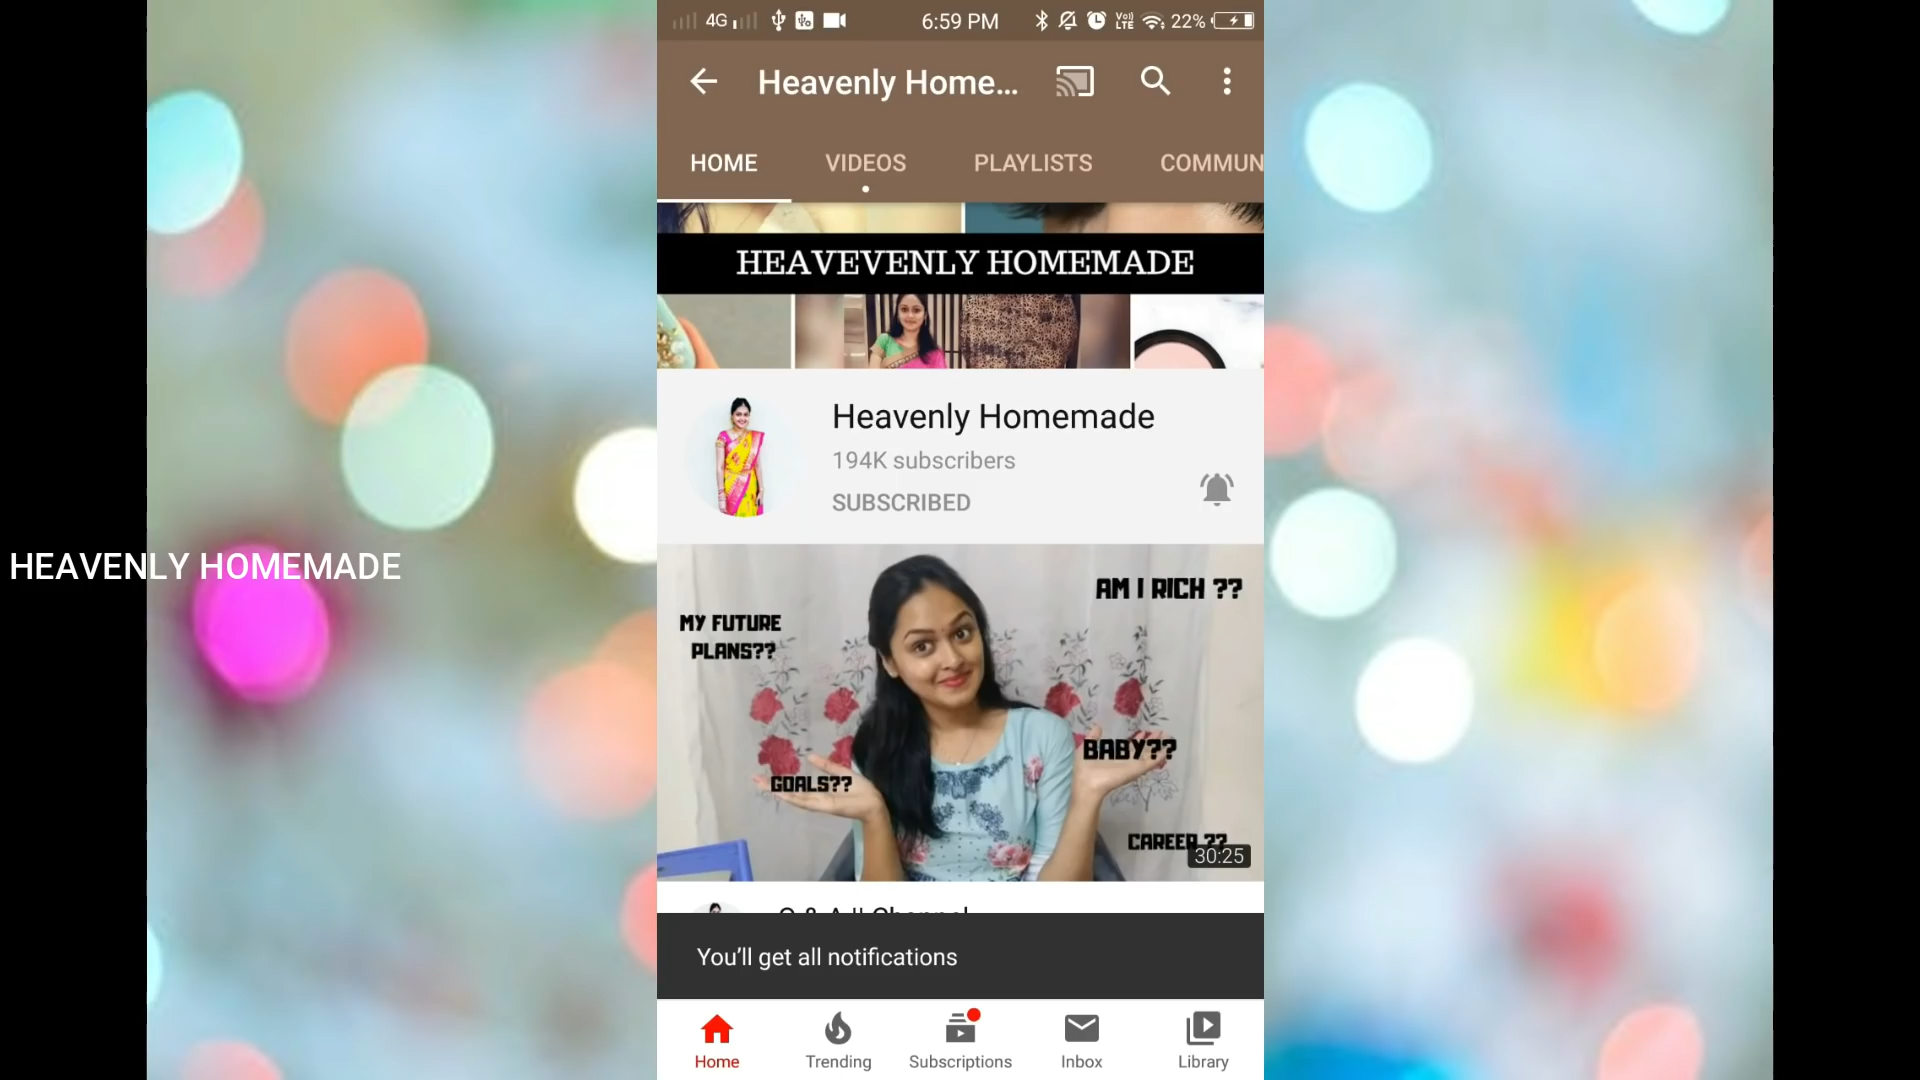 4G
6:59 PM
Vo)) LTE
22%
Heavenly Home...
HOME
VIDEOS
PLAYLISTS
COMMUN
HEAVEVENLY HOMEMADE
Heavenly Homemade
194K subscribers
SUBSCRIBED
HEAVENLY HOMEMADE
AM I RICH ??
MY FUTURE
PLANS??
BABY??
GOALS??
CAREER ??
30:25
You'll get all notifications
Home
Trending
Subscriptions
Inbox
Library